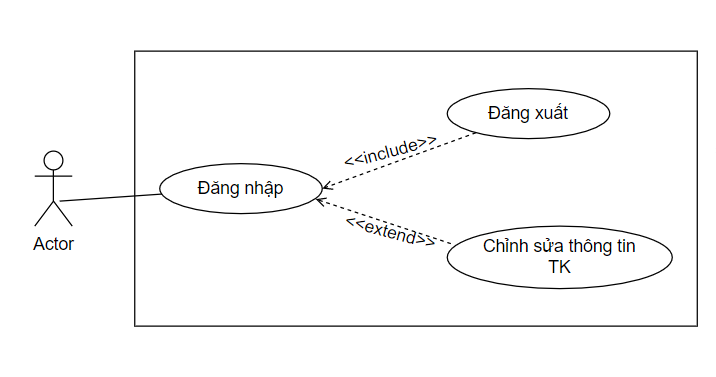 Đăng xuất
<<include>>
Đăng nhập
Actor
<<extend>>
Chỉnh sửa thông tin
TK